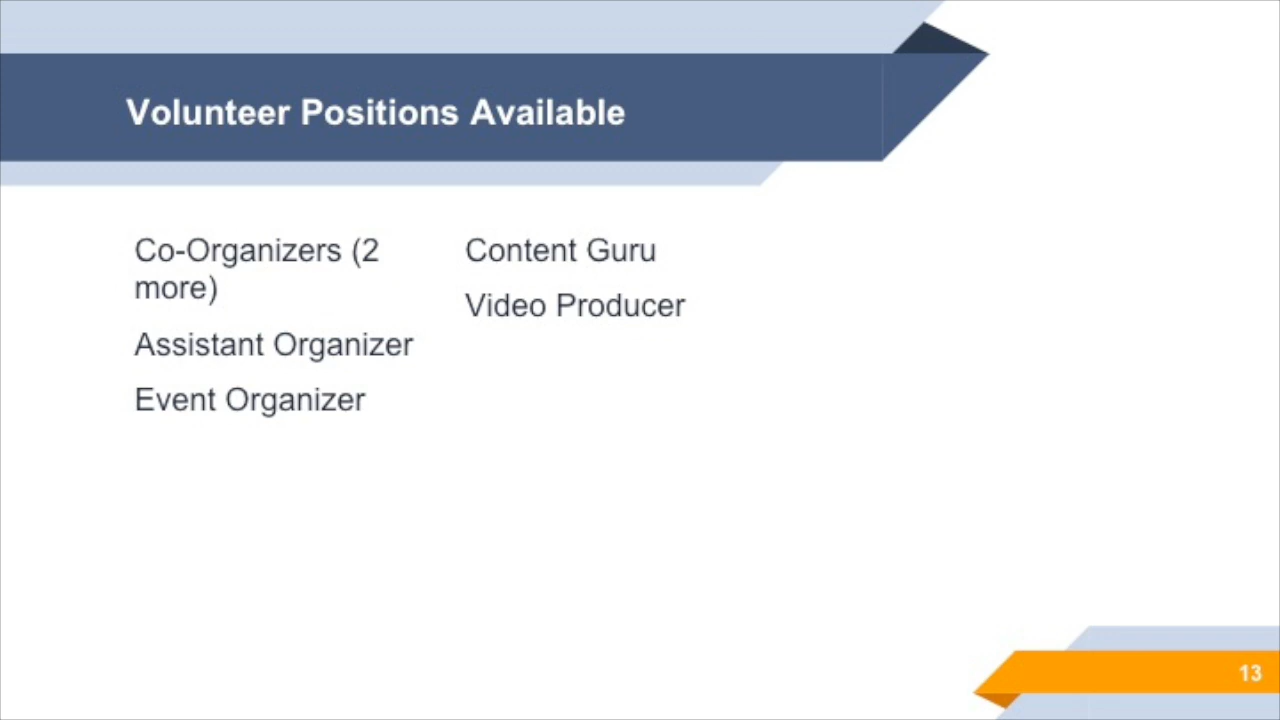 Volunteer Positions Available
Co-Organizers (2
more)
Assistant Organizer
Event Organizer
Content Guru
Video Producer
13